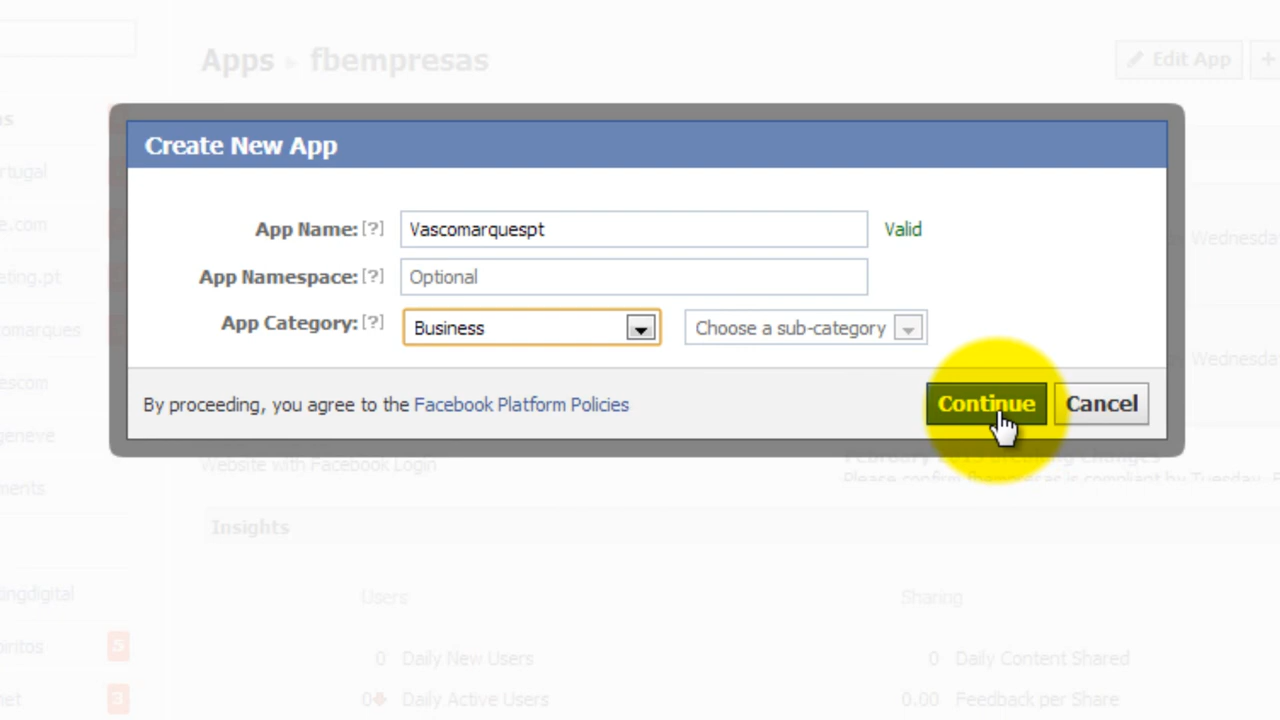 Apps ▸ fbempresas
Edit App
Create New App
App Name: [?] Vascomarquespt Valid
App Namespace: [?] Optional
App Category: [?] Business Choose a sub-category
By proceeding, you agree to the Facebook Platform Policies Continue Cancel
Website with Facebook Login
Insights
Users Sharing
5
0 Daily New Users 0 Daily Content Shared
3 0 Daily Active Users 0.00 Feedback per Share